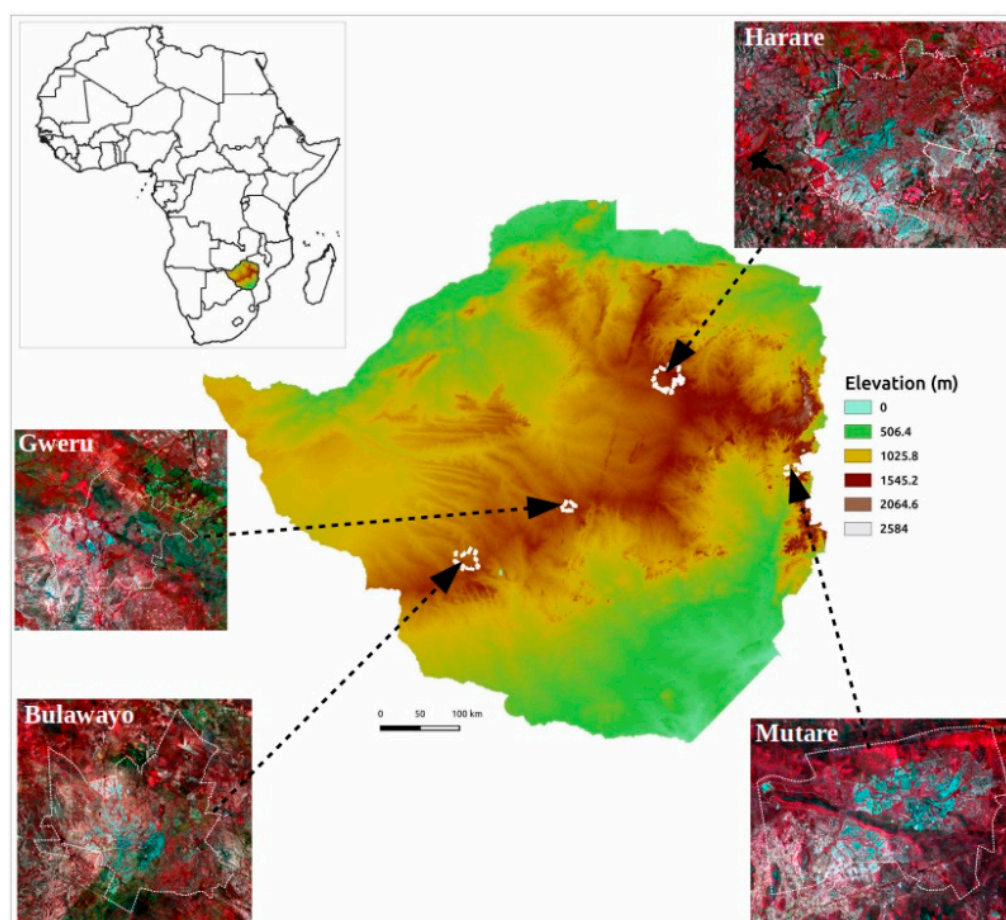 Harare
Elevation (m)
0
506.4
1025.8
1545.2
2064.6
2584
Gweru
Bulawayo
0 50 100 km
Mutare